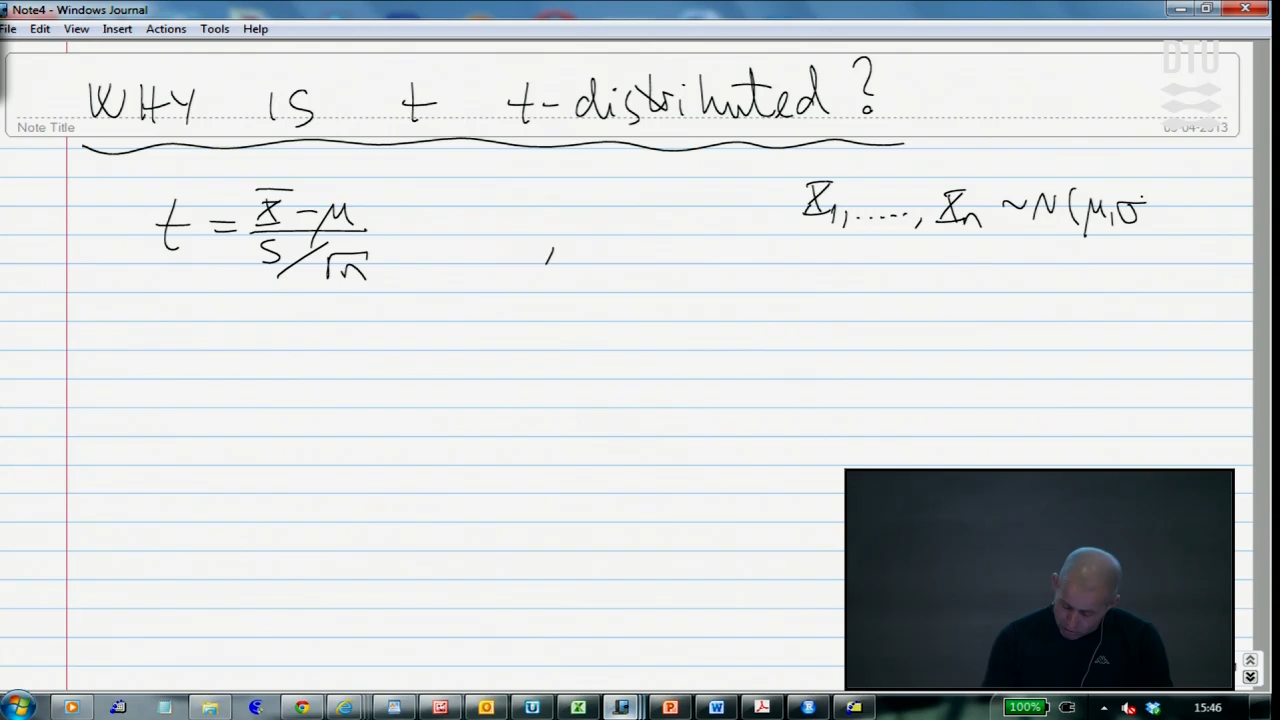 Note4 - Windows Journal
File Edit View Insert Actions Tools Help
DTU
WHY IS t t-distributed?
Note Title
t = (X̄ - μ) / (S/√n) ,
X₁, ....., Xₙ ~ N(μ, σ
100%
15:46